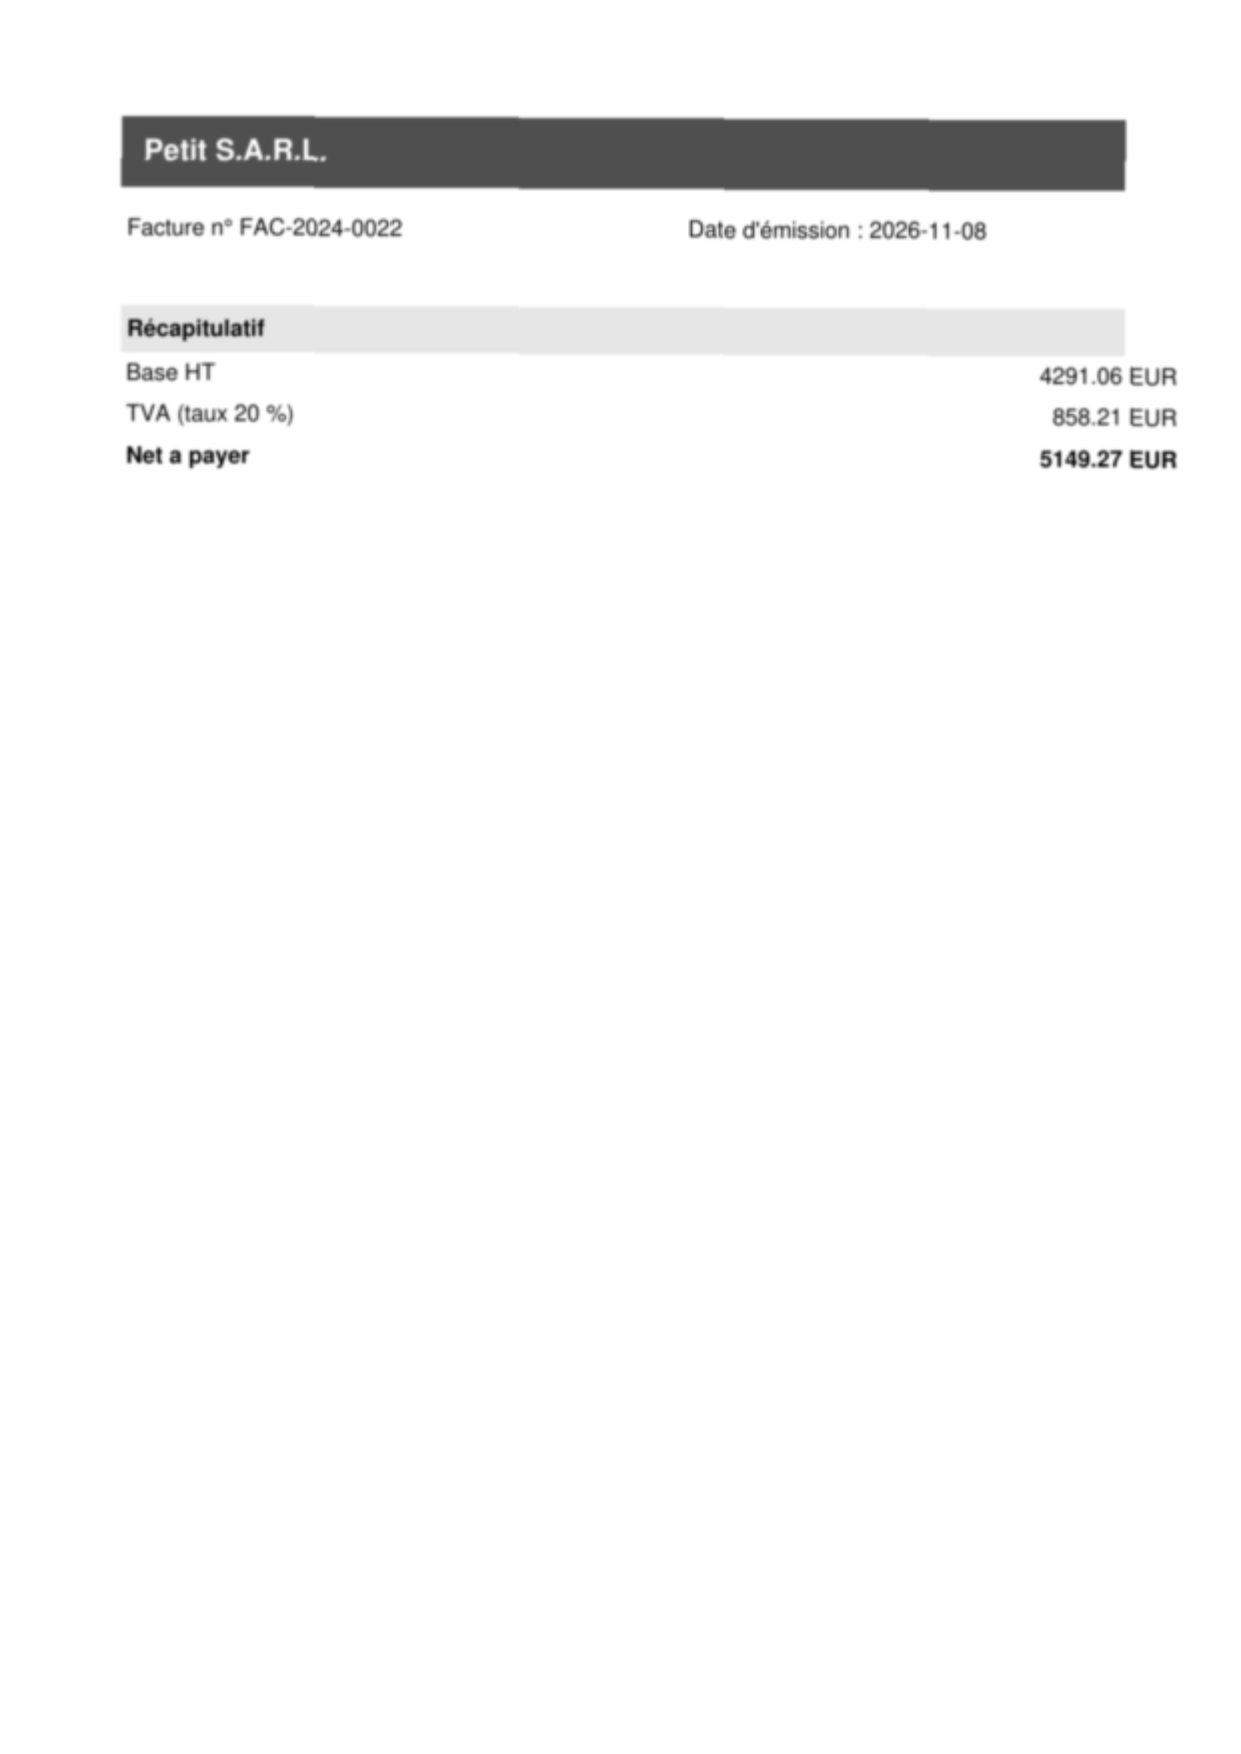 Petit S.A.R.L.
Facture n° FAC-2024-0022 Date d'émission : 2026-11-08
Récapitulatif
Base HT 4291.06 EUR
TVA (taux 20 %) 858.21 EUR
Net a payer 5149.27 EUR